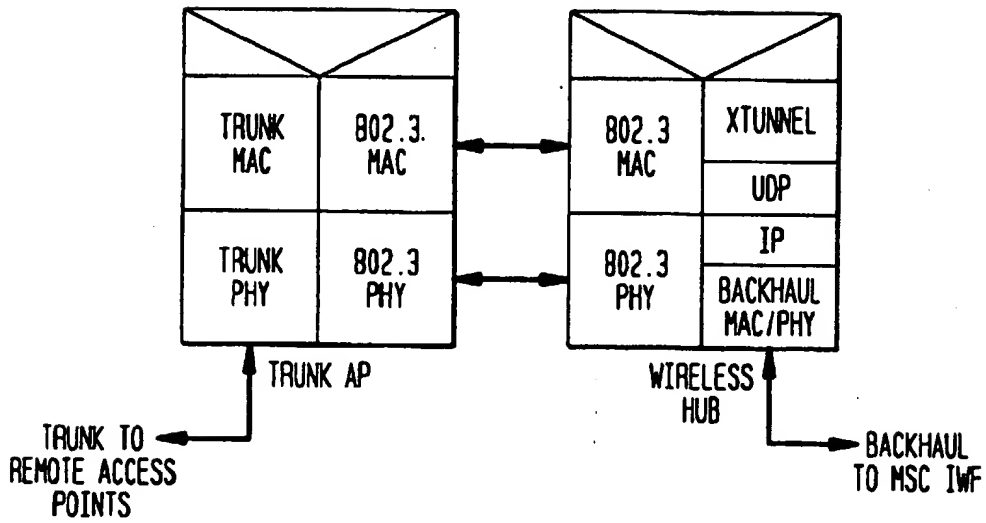 TRUNK
MAC
802.3.
MAC
TRUNK
PHY
802.3
PHY
TRUNK AP
TRUNK TO
REMOTE ACCESS
POINTS
802.3
MAC
XTUNNEL
UDP
802.3
PHY
IP
BACKHAUL
MAC/PHY
WIRELESS
HUB
BACKHAUL
TO MSC IWF